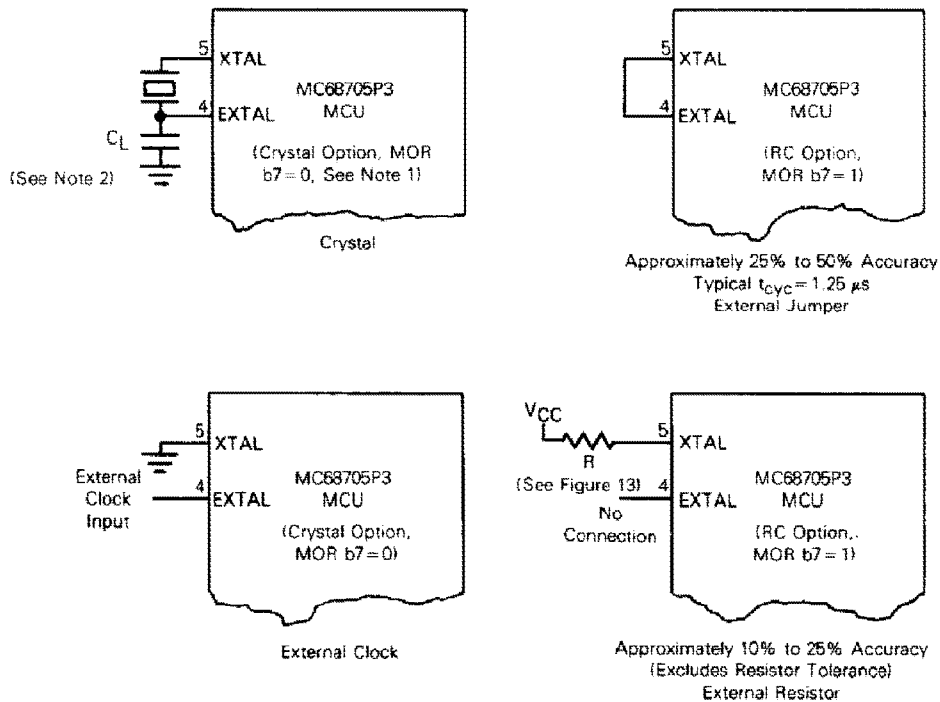 5
XTAL
MC68705P3
MCU
4
EXTAL
CL
(See Note 2)
(Crystal Option, MOR
b7=0, See Note 1)
Crystal
5
XTAL
MC68705P3
MCU
4
EXTAL
(RC Option,
MOR b7=1)
Approximately 25% to 50% Accuracy
Typical tcyc=1.25 μs
External Jumper
5
XTAL
External
Clock
Input
4
EXTAL
MC68705P3
MCU
(Crystal Option,
MOR b7=0)
External Clock
VCC
R
(See Figure 13)
5
XTAL
MC68705P3
MCU
4
EXTAL
No
Connection
(RC Option,
MOR b7=1)
Approximately 10% to 25% Accuracy
(Excludes Resistor Tolerance)
External Resistor